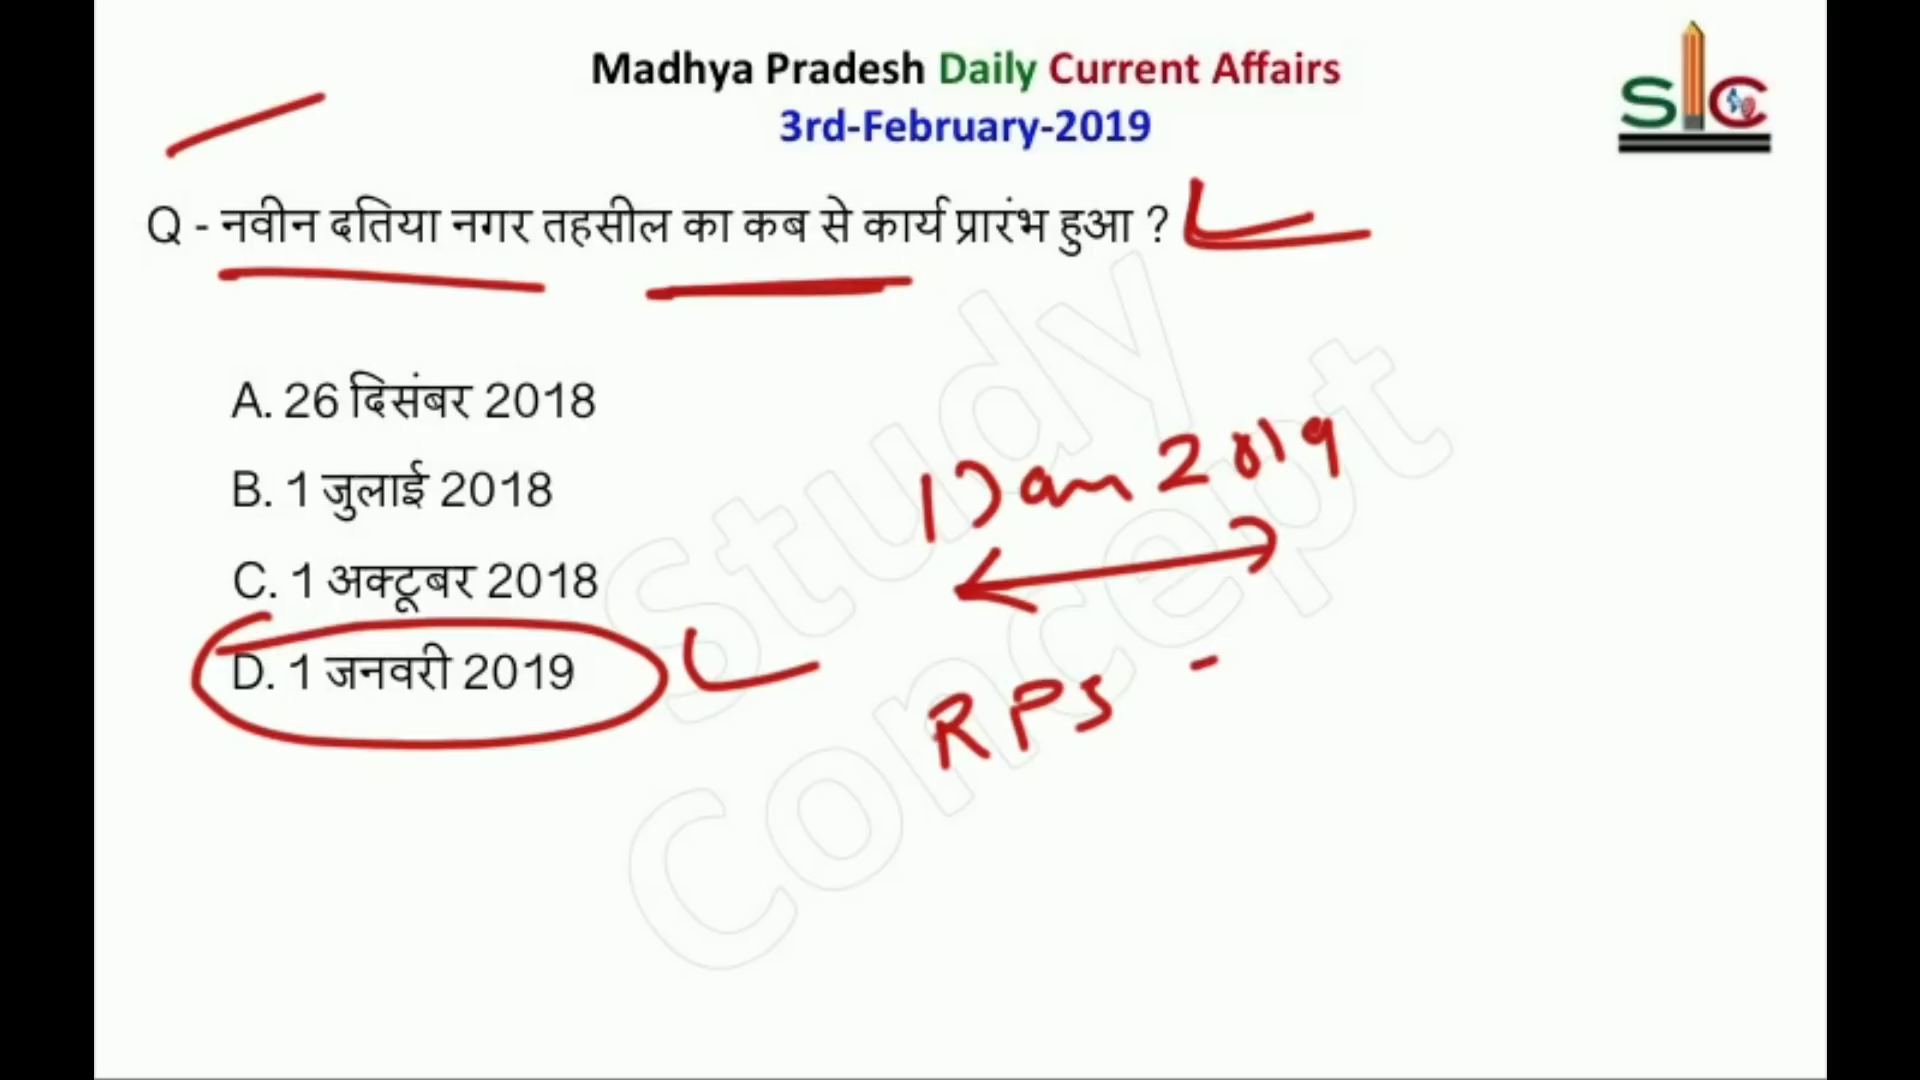 Madhya Pradesh Daily Current Affairs
3rd-February-2019
SC
Q - नवीन दतिया नगर तहसील का कब से कार्य प्रारंभ हुआ ?
A. 26 दिसंबर 2018
B. 1 जुलाई 2018
C. 1 अक्टूबर 2018
D. 1 जनवरी 2019
1 Jan 2019
RPS -
Study
Concept